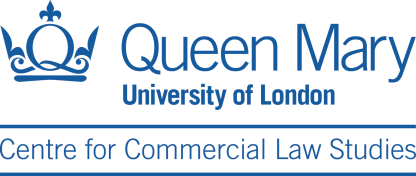 Queen Mary
University of London
Centre for Commercial Law Studies